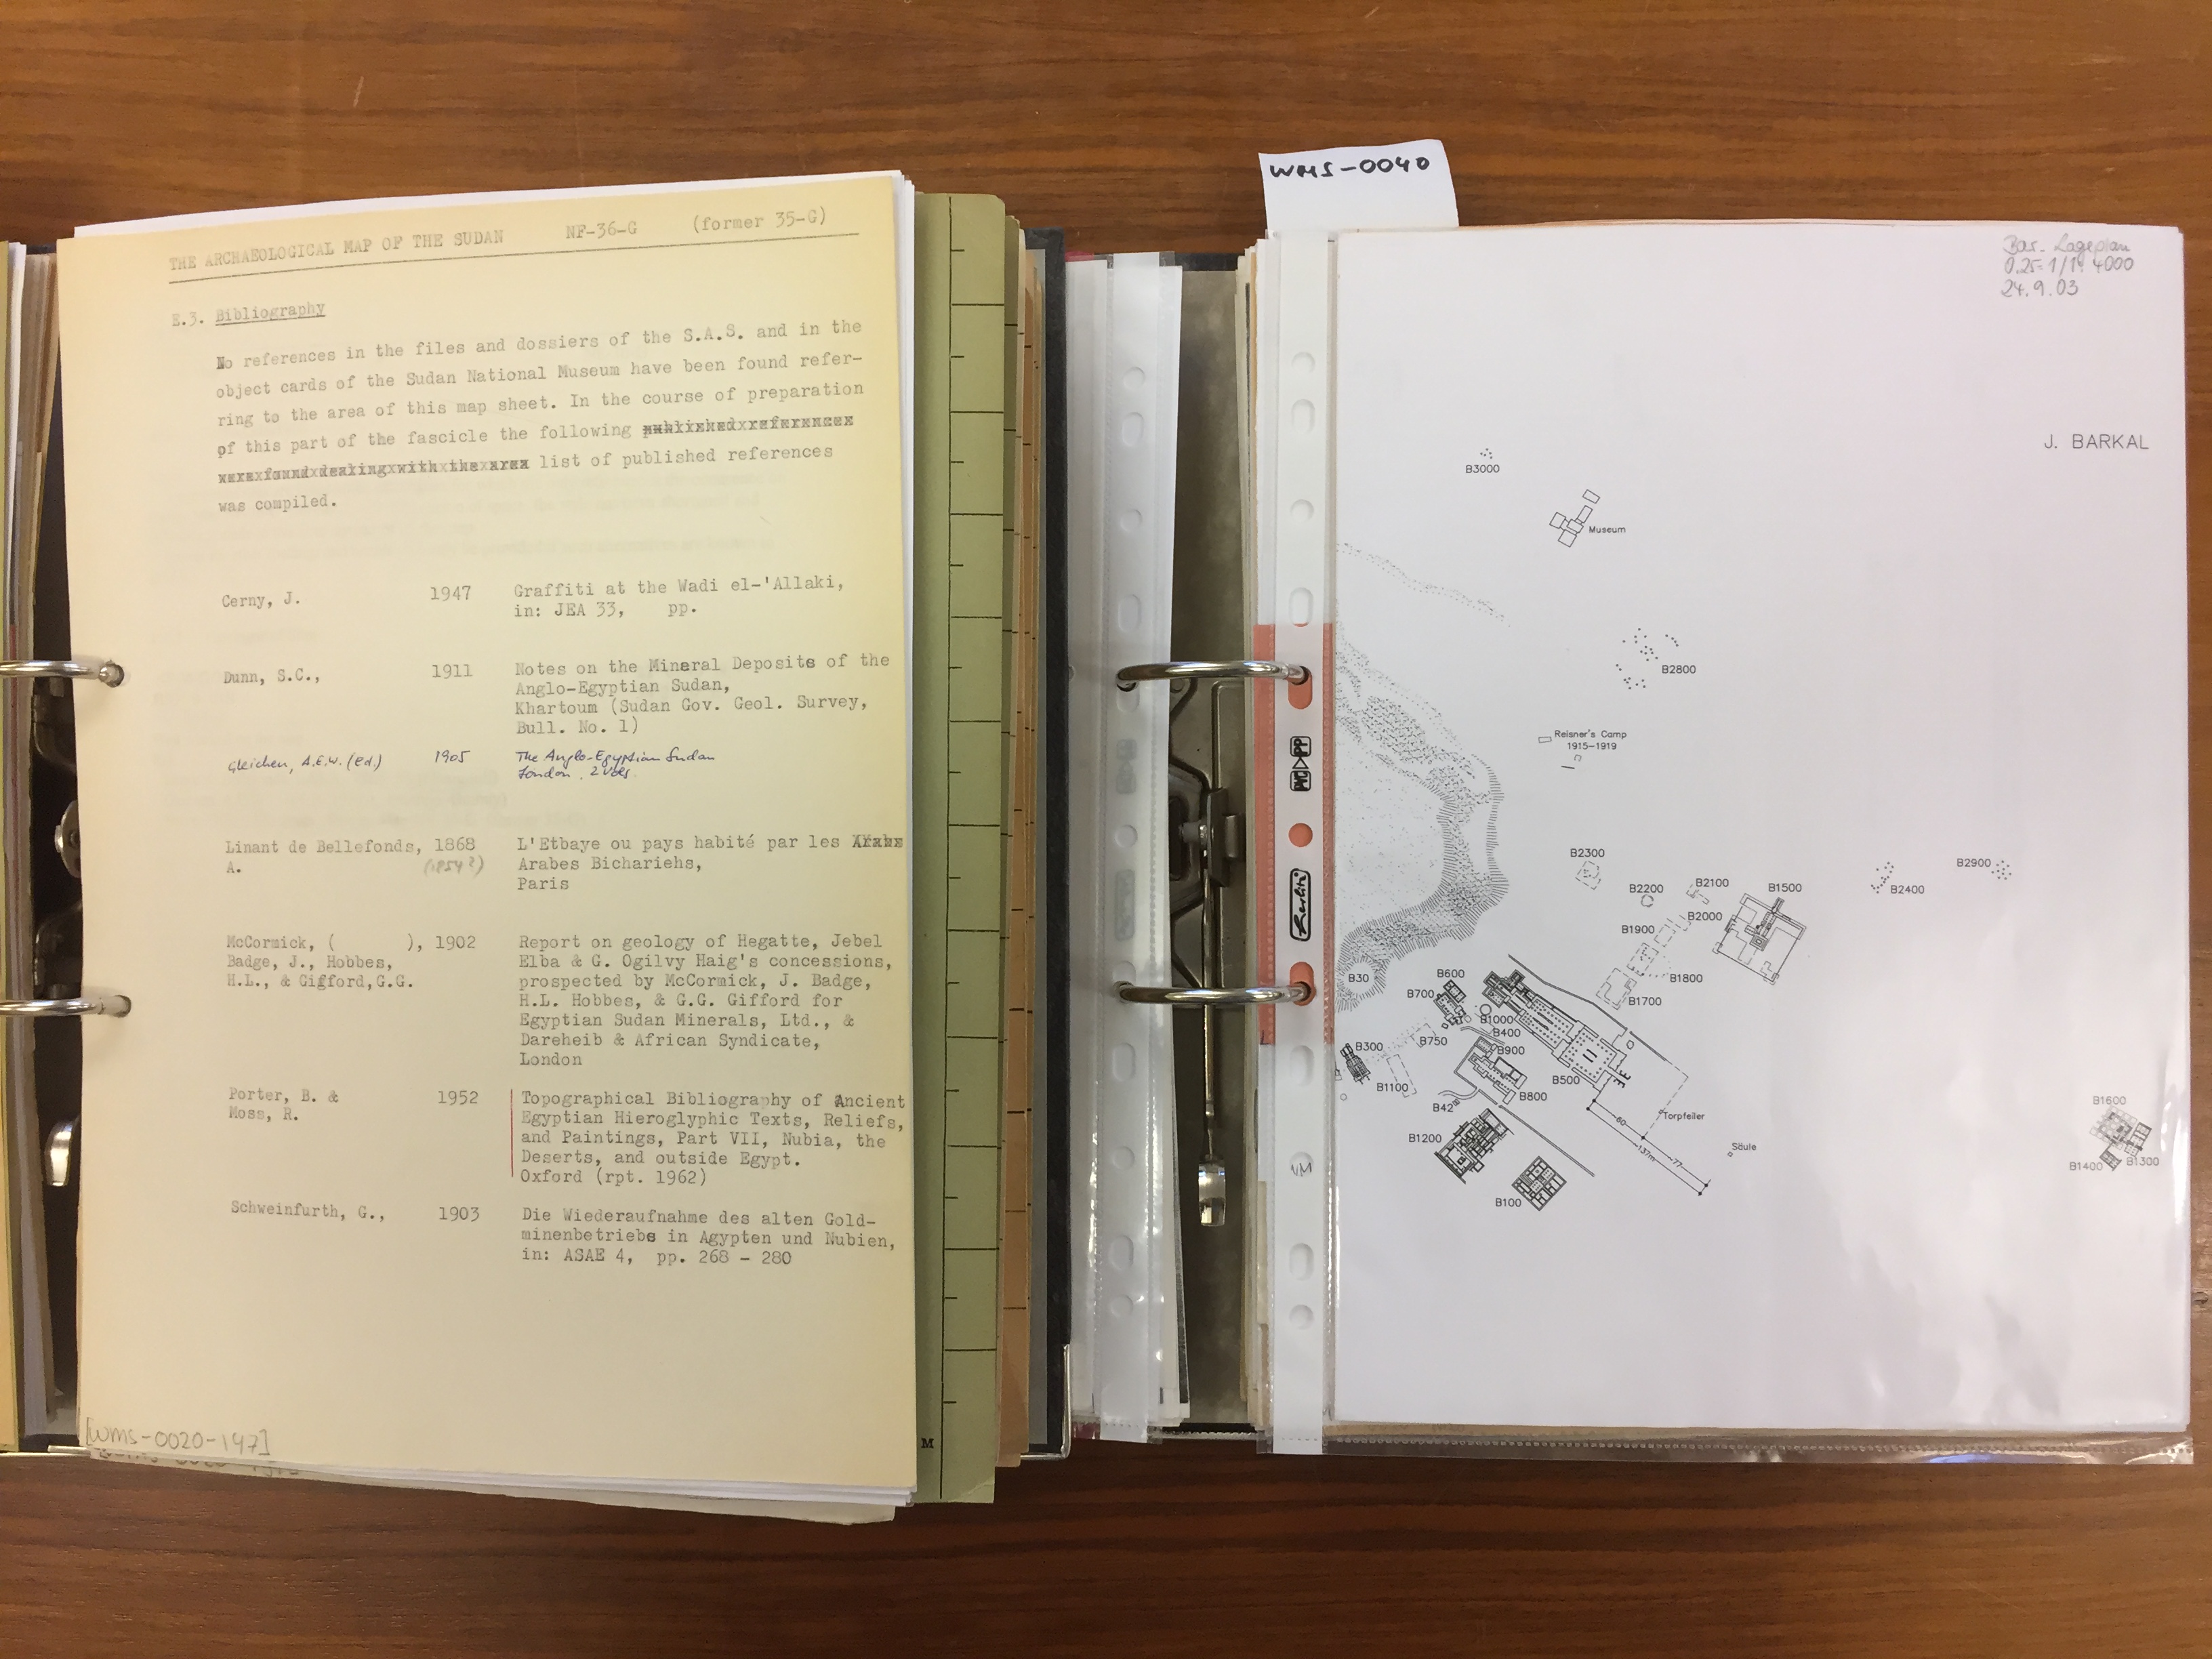 THE ARCHAEOLOGICAL MAP OF THE SUDAN NF-36-G (former 35-G)
E.3. Bibliography
No references in the files and dossiers of the S.A.S. and in the
object cards of the Sudan National Museum have been found refer-
ring to the area of this map sheet. In the course of preparation
of this part of the fascicle the following
list of published references
was compiled.
Cerny, J. 1947 Graffiti at the Wadi el-'Allaki,
in: JEA 33, pp.
Dunn, S.C., 1911 Notes on the Mineral Deposits of the
Anglo-Egyptian Sudan,
Khartoum (Sudan Gov. Geol. Survey,
Bull. No. 1)
Gleichen, A.E.W. (ed.) 1905 The Anglo-Egyptian Sudan
London. 2 Vols.
Linant de Bellefonds, 1868 L'Etbaye ou pays habité par les
A. (1854?) Arabes Bichariehs,
Paris
McCormick, ( ), 1902 Report on geology of Hegatte, Jebel
Badge, J., Hobbes, Elba & G. Ogilvy Haig's concessions,
H.L., & Gifford,G.G. prospected by McCormick, J. Badge,
H.L. Hobbes, & G.G. Gifford for
Egyptian Sudan Minerals, Ltd., &
Dareheib & African Syndicate,
London
Porter, B. & 1952 Topographical Bibliography of Ancient
Moss, R. Egyptian Hieroglyphic Texts, Reliefs,
and Paintings, Part VII, Nubia, the
Deserts, and outside Egypt.
Oxford (rpt. 1962)
Schweinfurth, G., 1903 Die Wiederaufnahme des alten Gold-
minenbetriebs in Ägypten und Nubien,
in: ASAE 4, pp. 268 - 280
[WMS-0020-147]
M
WMS-0040
herlitz
PVC PP
Bar. Lageplan
24.9.03
J. BARKAL
B3000
Museum
B2800
Reisner's Camp
1915-1919
B2300
B2200
B2100
B1500
B2400
B2900
B1900
B2000
B1800
B1700
B30
B600
B700
B1000
B400
B900
B750
B300
B1100
B500
B800
B42
B1200
B100
Torpfeiler
Säule
B1600
B1400
B1300